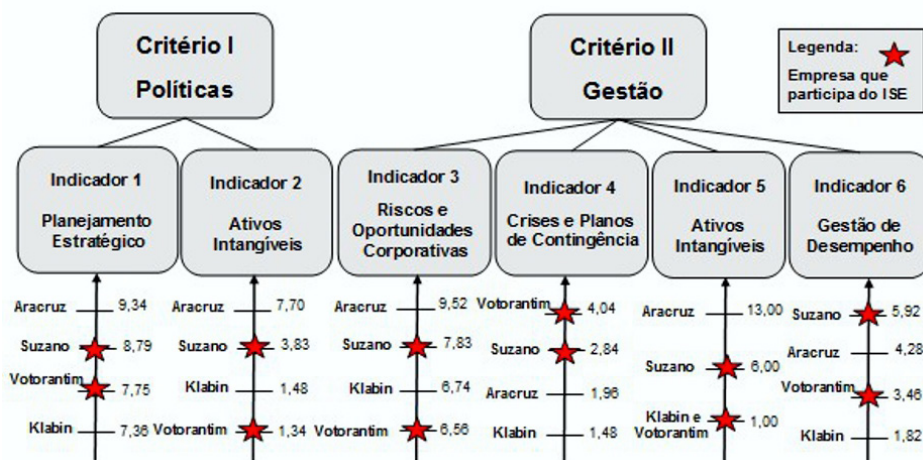 Critério I
Políticas
Critério II
Gestão
Legenda:
Empresa que
participa do ISE
Indicador 1
Planejamento
Estratégico
Indicador 2
Ativos
Intangíveis
Indicador 3
Riscos e
Oportunidades
Corporativas
Indicador 4
Crises e Planos
de Contingência
Indicador 5
Ativos
Intangíveis
Indicador 6
Gestão de
Desempenho
Aracruz 9,34
Suzano 8,79
Votorantim 7,75
Klabin 7,36
Aracruz 7,70
Suzano 3,83
Klabin 1,48
Votorantim 1,34
Aracruz 9,52
Suzano 7,83
Klabin 6,74
Votorantim 6,56
Votorantim 4,04
Suzano 2,84
Aracruz 1,96
Klabin 1,48
Aracruz 13,00
Suzano 6,00
Klabin e
Votorantim 1,00
Suzano 5,92
Aracruz 4,28
Votorantim 3,46
Klabin 1,82